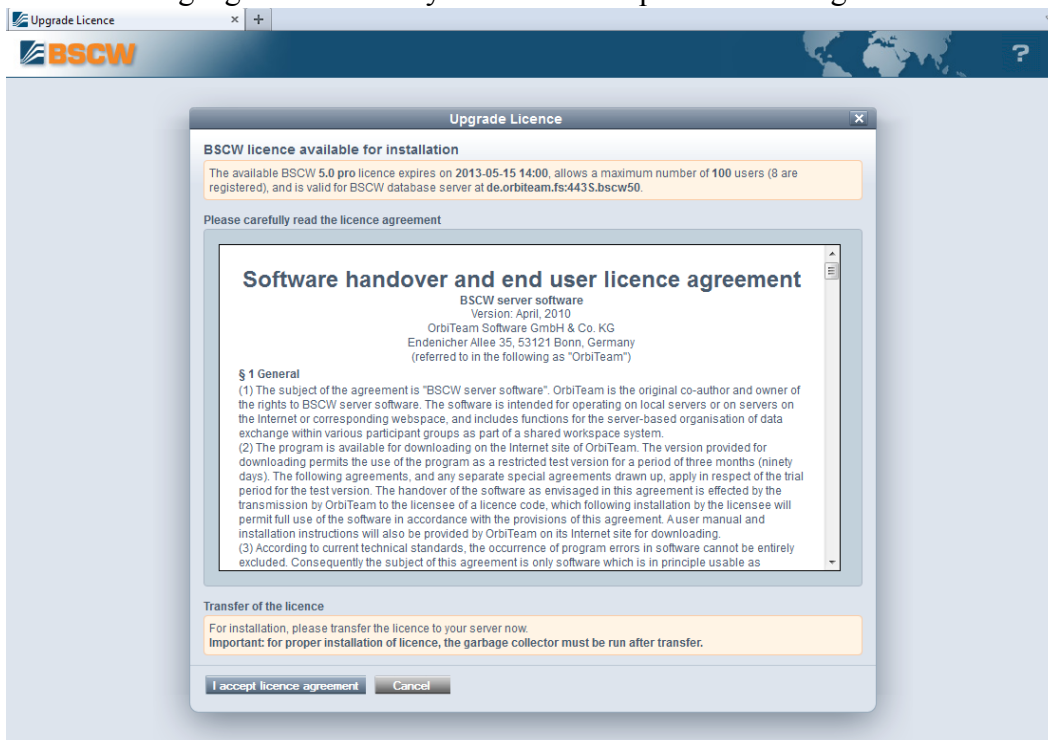 Upgrade Licence × +
BSCW ?
Upgrade Licence x
BSCW licence available for installation
The available BSCW 5.0 pro licence expires on 2013-05-15 14:00, allows a maximum number of 100 users (8 are
registered), and is valid for BSCW database server at de.orbiteam.fs:443S.bscw50.
Please carefully read the licence agreement
Software handover and end user licence agreement
BSCW server software
Version: April, 2010
OrbiTeam Software GmbH & Co. KG
Endenicher Allee 35, 53121 Bonn, Germany
(referred to in the following as "OrbiTeam")
§ 1 General
(1) The subject of the agreement is "BSCW server software". OrbiTeam is the original co-author and owner of
the rights to BSCW server software. The software is intended for operating on local servers or on servers on
the Internet or corresponding webspace, and includes functions for the server-based organisation of data
exchange within various participant groups as part of a shared workspace system.
(2) The program is available for downloading on the Internet site of OrbiTeam. The version provided for
downloading permits the use of the program as a restricted test version for a period of three months (ninety
days). The following agreements, and any separate special agreements drawn up, apply in respect of the trial
period for the test version. The handover of the software as envisaged in this agreement is effected by the
transmission by OrbiTeam to the licensee of a licence code, which following installation by the licensee will
permit full use of the software in accordance with the provisions of this agreement. A user manual and
installation instructions will also be provided by OrbiTeam on its Internet site for downloading.
(3) According to current technical standards, the occurrence of program errors in software cannot be entirely
excluded. Consequently the subject of this agreement is only software which is in principle usable as
Transfer of the licence
For installation, please transfer the licence to your server now.
Important: for proper installation of licence, the garbage collector must be run after transfer.
I accept licence agreement Cancel